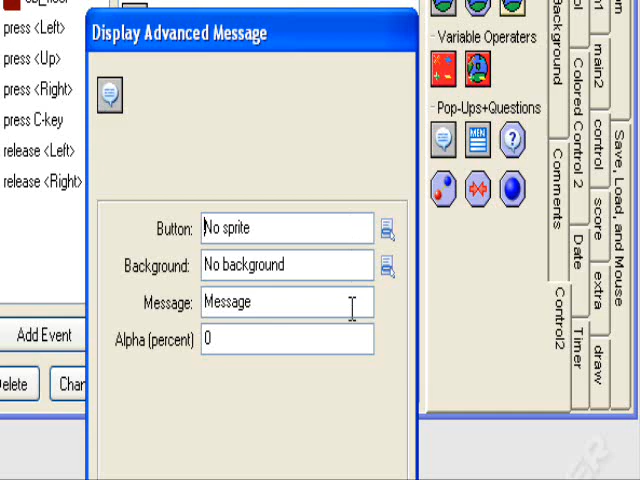 press <Left>
press <Up>
press <Right>
press C-key
release <Left>
release <Right>
Add Event
Display Advanced Message
Button:
No sprite
Background:
No background
Message:
Message
Alpha (percent)
0
Variable Operaters
Pop-Ups+Questions
MEN
?
Background
Comments
Control2
Colored Control 2
Date
Timer
main2
control
score
extra
draw
Save, Load, and Mouse